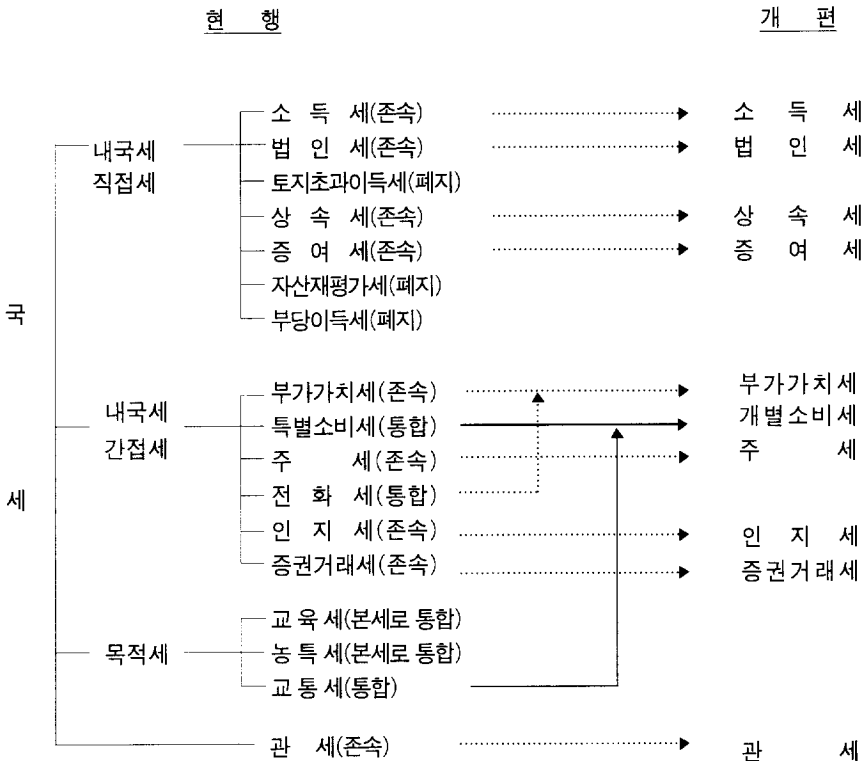 현 행 개 편
소 득 세(존속) 소 득 세
내국세 법 인 세(존속) 법 인 세
직접세 토지초과이득세(폐지)
상 속 세(존속) 상 속 세
증 여 세(존속) 증 여 세
자산재평가세(폐지)
국
부당이득세(폐지)
부가가치세(존속) 부가가치세
내국세 특별소비세(통합) 개별소비세
간접세 주 세(존속) 주 세
세 전 화 세(통합)
인 지 세(존속) 인 지 세
증권거래세(존속) 증권거래세
교 육 세(본세로 통합)
목적세 농 특 세(본세로 통합)
교 통 세(통합)
관 세(존속) 관 세